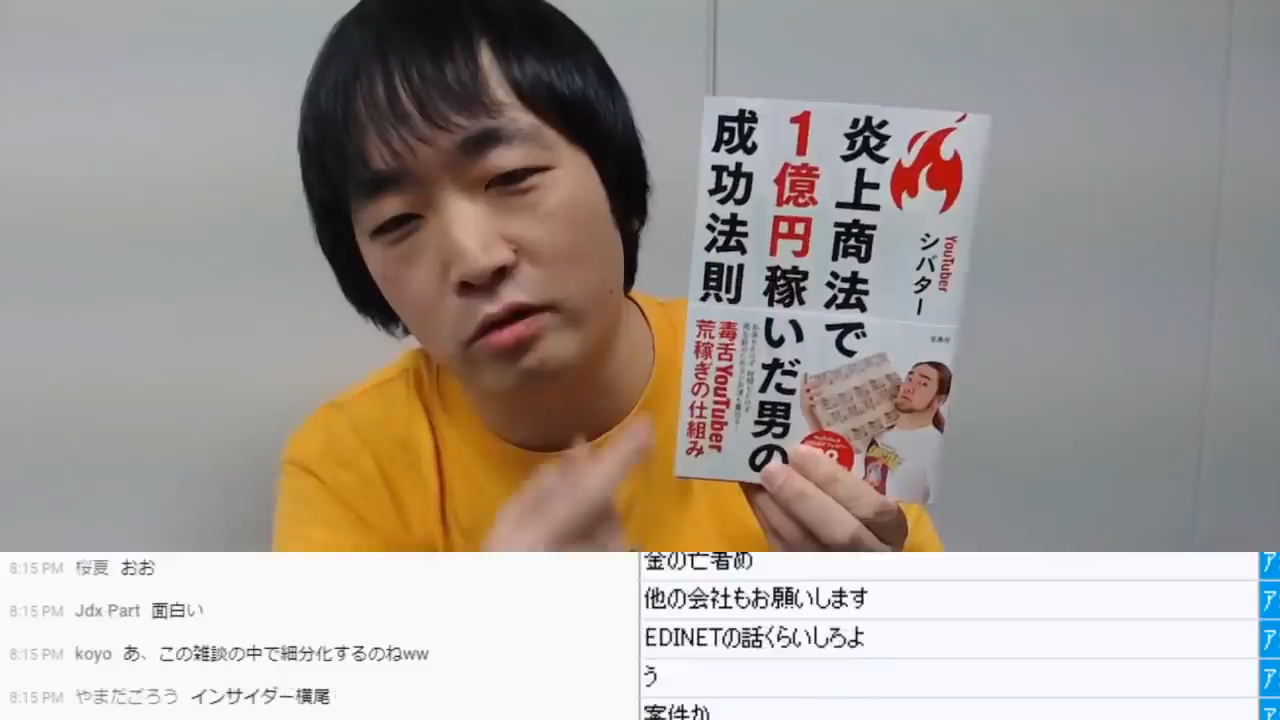 YouTuber
シバター
炎上商法で
1億円稼いだ男の
成功法則
毒舌YouTuber
荒稼ぎの仕組み
宝島社
8:15 PM 桜夏 おお
8:15 PM Jdx Part 面白い
8:15 PM koyo あ、この雑談の中で細分化するのねww
8:15 PM やまだごろう インサイダー横尾
金の亡者め
他の会社もお願いします
EDINETの話くらいしろよ
う
案件か